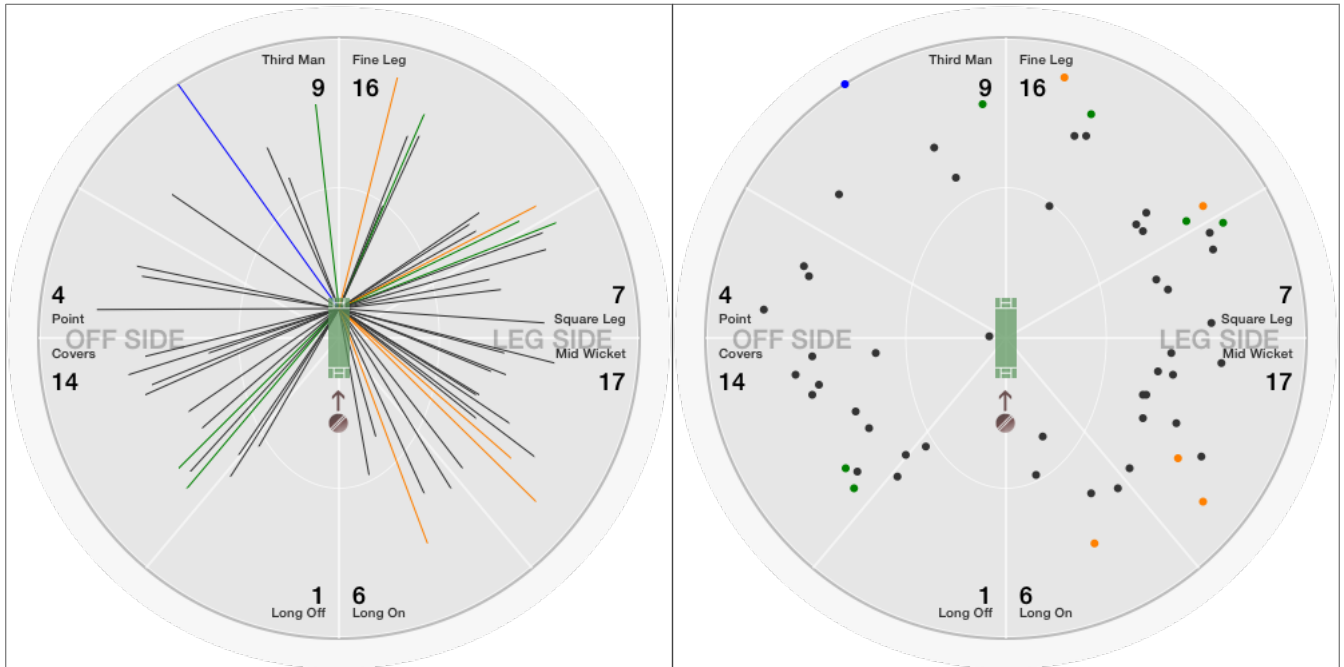 Third Man Fine Leg
9 16
4 7
Point Square Leg
OFF SIDE LEG SIDE
Covers Mid Wicket
14 17
1 6
Long Off Long On
Third Man Fine Leg
9 16
4 7
Point Square Leg
OFF SIDE LEG SIDE
Covers Mid Wicket
14 17
1 6
Long Off Long On